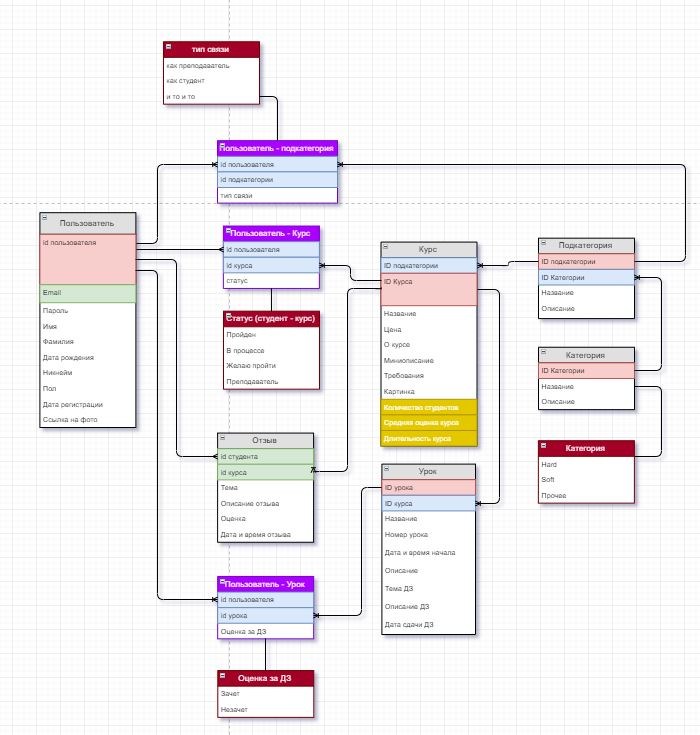 тип связи
как преподаватель
как студент
и то и то
Пользователь - подкатегория
id пользователя
id подкатегории
тип связи
Пользователь
id пользователя
Email
Пароль
Имя
Фамилия
Дата рождения
Никнейм
Пол
Дата регистрации
Ссылка на фото
Пользователь - Курс
id пользователя
id курса
статус
Статус (студент - курс)
Пройден
В процессе
Желаю пройти
Преподаватель
Отзыв
id студента
id курса
Тема
Описание отзыва
Оценка
Дата и время отзыва
Пользователь - Урок
id пользователя
id урока
Оценка за ДЗ
Оценка за ДЗ
Зачет
Незачет
Курс
ID подкатегории
ID Курса
Название
Цена
О курсе
Миниописание
Требования
Картинка
Количество студентов
Средняя оценка курса
Длительность курса
Урок
ID урока
ID курса
Название
Номер урока
Дата и время начала
Описание
Тема ДЗ
Описание ДЗ
Дата сдачи ДЗ
Подкатегория
ID подкатегории
ID Категории
Название
Описание
Категория
ID Категории
Название
Описание
Категория
Hard
Soft
Прочее